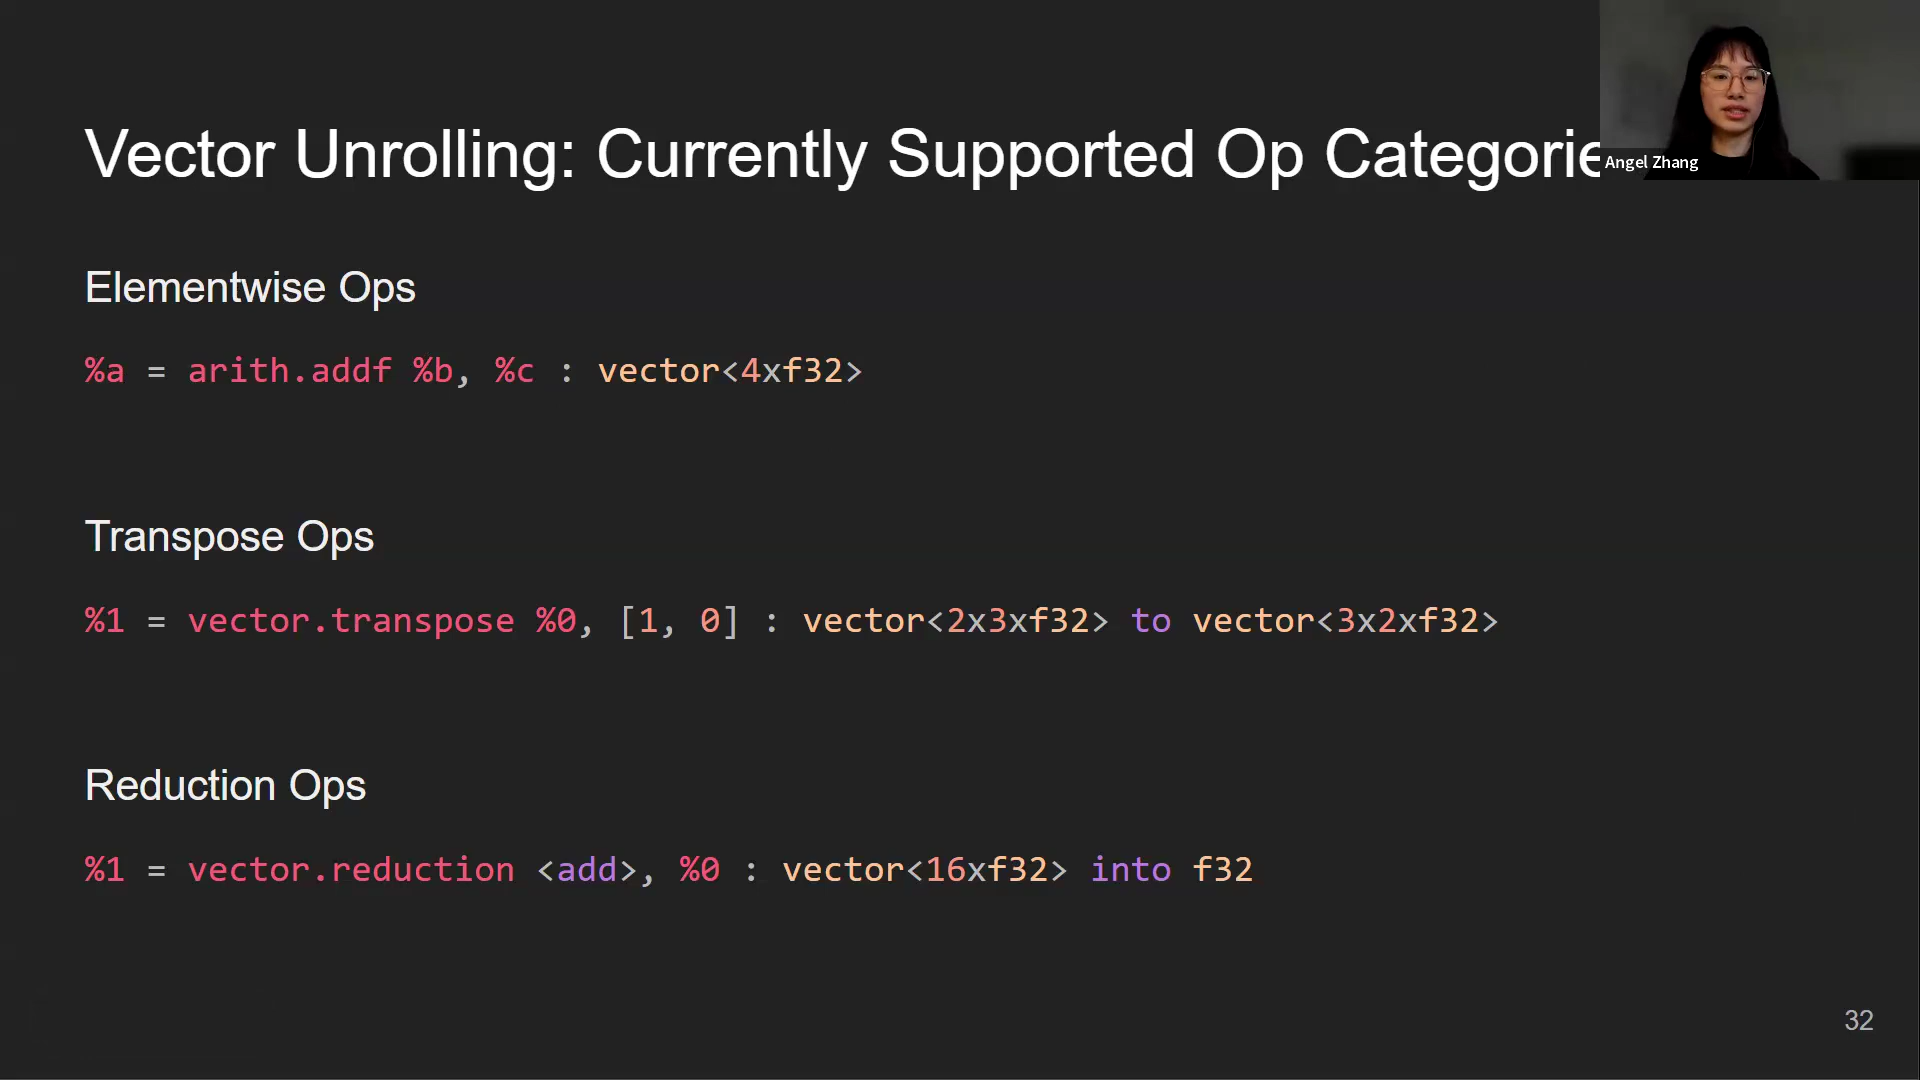 Vector Unrolling: Currently Supported Op Categorie
Angel Zhang
Elementwise Ops
%a = arith.addf %b, %c : vector<4xf32>
Transpose Ops
%1 = vector.transpose %0, [1, 0] : vector<2x3xf32> to vector<3x2xf32>
Reduction Ops
%1 = vector.reduction <add>, %0 : vector<16xf32> into f32
32